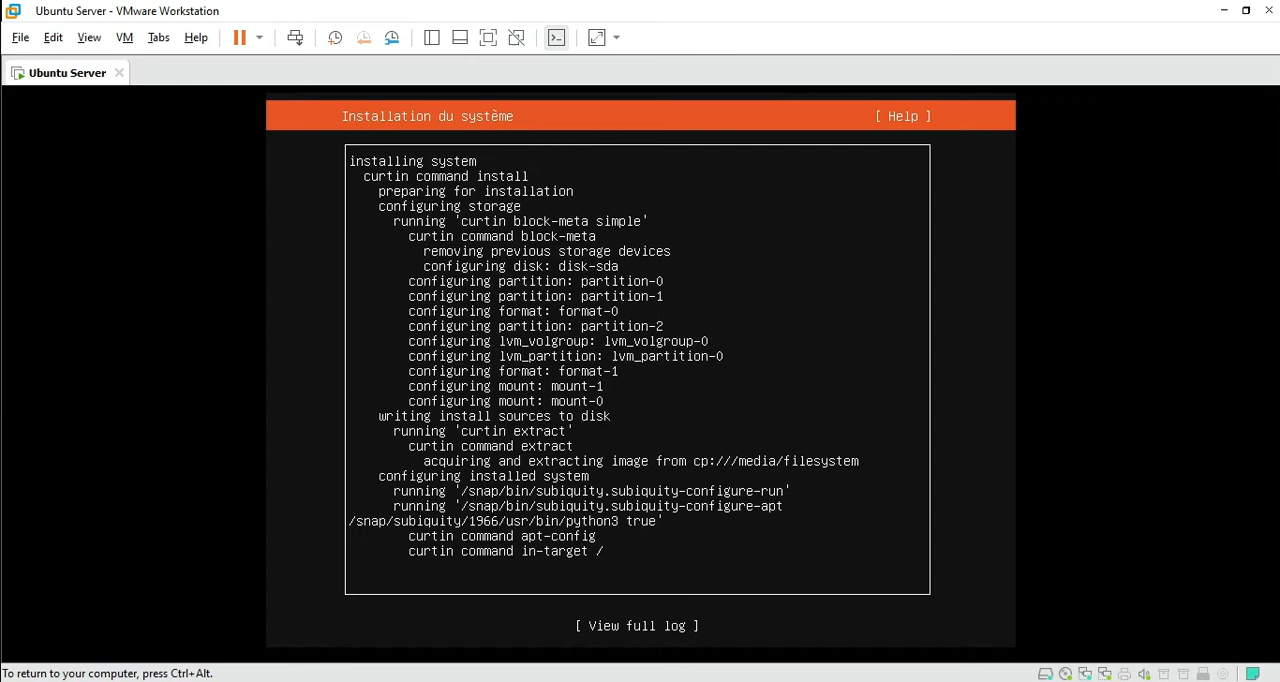 Ubuntu Server - VMware Workstation
File Edit View VM Tabs Help
Ubuntu Server
Installation du système [ Help ]
installing system
curtin command install
preparing for installation
configuring storage
running 'curtin block-meta simple'
curtin command block-meta
removing previous storage devices
configuring disk: disk-sda
configuring partition: partition-0
configuring partition: partition-1
configuring format: format-0
configuring partition: partition-2
configuring lvm_volgroup: lvm_volgroup-0
configuring lvm_partition: lvm_partition-0
configuring format: format-1
configuring mount: mount-1
configuring mount: mount-0
writing install sources to disk
running 'curtin extract'
curtin command extract
acquiring and extracting image from cp:///media/filesystem
configuring installed system
running '/snap/bin/subiquity.subiquity-configure-run'
running '/snap/bin/subiquity.subiquity-configure-apt
/snap/subiquity/1966/usr/bin/python3 true'
curtin command apt-config
curtin command in-target /
[ View full log ]
To return to your computer, press Ctrl+Alt.